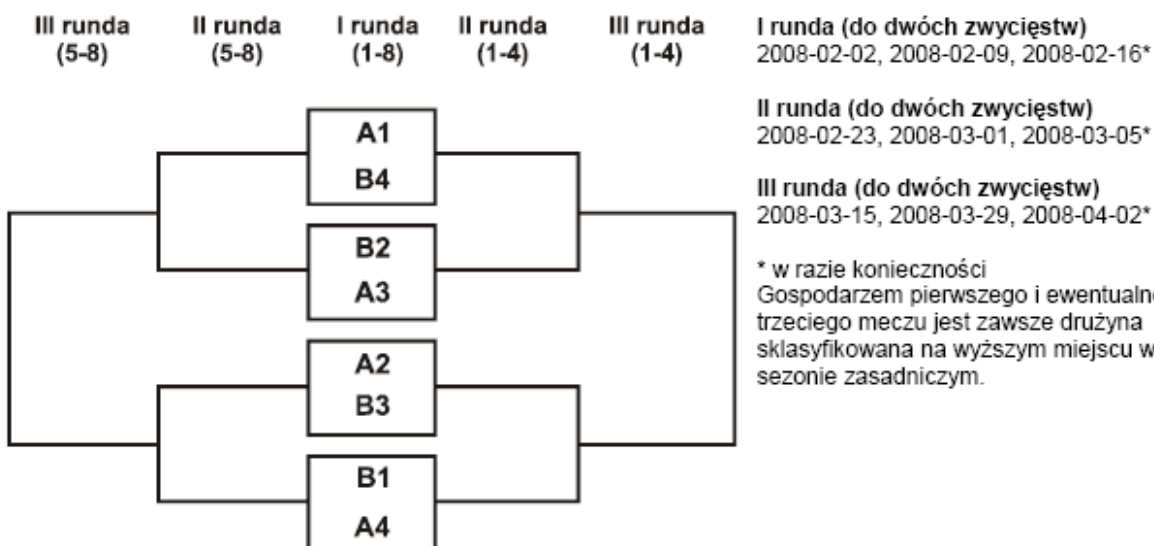 III runda
(5-8)
II runda
(5-8)
I runda
(1-8)
II runda
(1-4)
III runda
(1-4)
A1
B4
B2
A3
A2
B3
B1
A4
I runda (do dwóch zwycięstw)
2008-02-02, 2008-02-09, 2008-02-16*
II runda (do dwóch zwycięstw)
2008-02-23, 2008-03-01, 2008-03-05*
III runda (do dwóch zwycięstw)
2008-03-15, 2008-03-29, 2008-04-02*
* w razie konieczności
Gospodarzem pierwszego i ewentualne
trzeciego meczu jest zawsze drużyna
sklasyfikowana na wyższym miejscu w
sezonie zasadniczym.